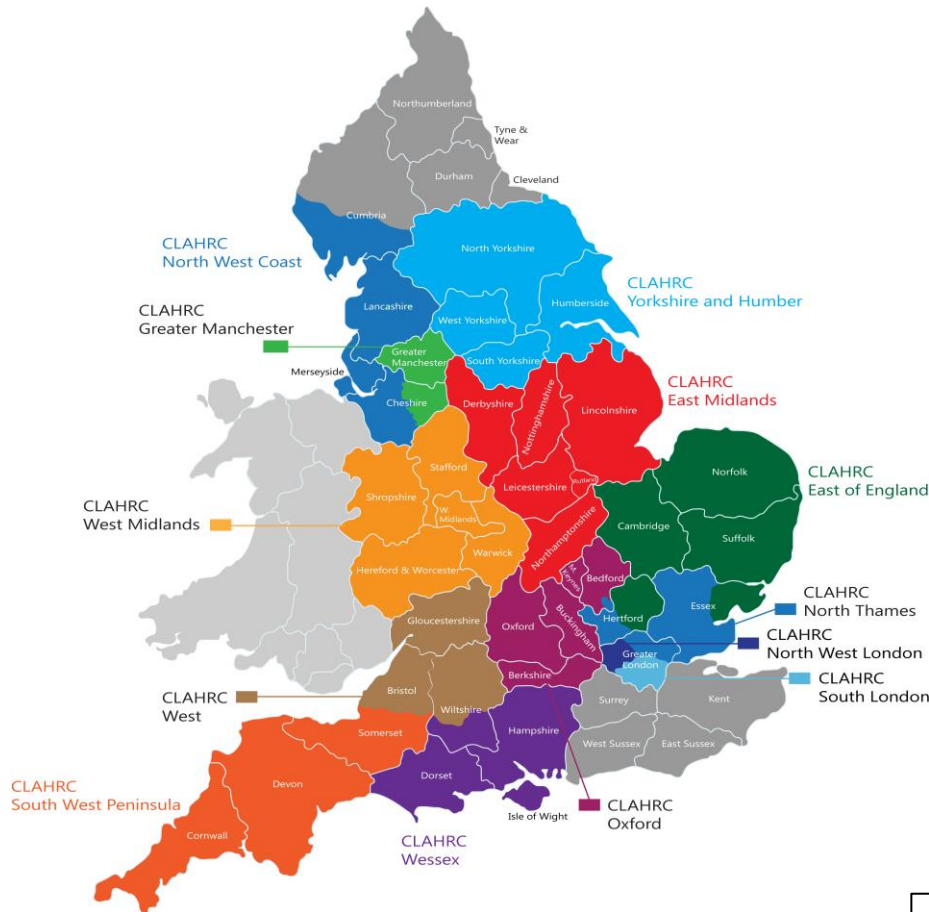 Northumberland
Tyne &
Wear
Durham
Cleveland
Cumbria
CLAHRC
North West Coast
North Yorkshire
CLAHRC
Yorkshire and Humber
Lancashire
Humberside
West Yorkshire
CLAHRC
Greater Manchester
Greater
Manchester
South Yorkshire
Merseyside
Cheshire
Derbyshire
Nottinghamshire
Lincolnshire
CLAHRC
East Midlands
Stafford
Norfolk
CLAHRC
East of England
Shropshire
Leicestershire
Rutland
CLAHRC
West Midlands
W.
Midlands
Cambridge
Suffolk
Warwick
Northamptonshire
Hereford & Worcester
M.
Keynes
Bedford
Essex
CLAHRC
North Thames
Gloucestershire
Oxford
Buckingham
Hertford
CLAHRC
North West London
Greater
London
Berkshire
CLAHRC
South London
CLAHRC
West
Bristol
Wiltshire
Surrey
Kent
Somerset
Hampshire
West Sussex
East Sussex
CLAHRC
South West Peninsula
Devon
Dorset
Isle of Wight
CLAHRC
Oxford
Cornwall
CLAHRC
Wessex